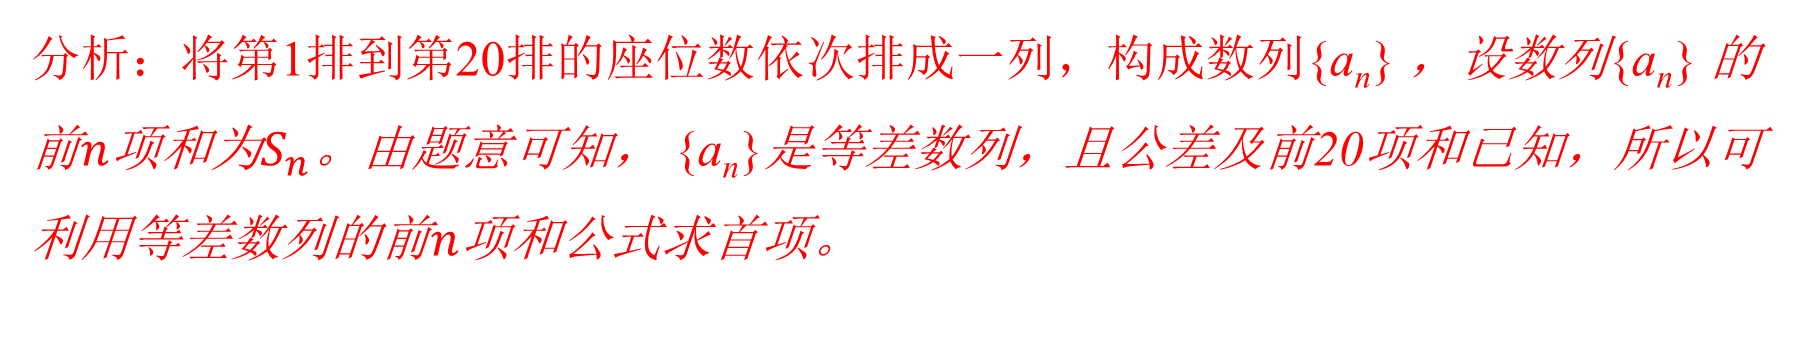 分析：将第1排到第20排的座位数依次排成一列，构成数列{aₙ} ，设数列{aₙ} 的
前n项和为Sₙ。由题意可知， {aₙ}是等差数列，且公差及前20项和已知，所以可
利用等差数列的前n项和公式求首项。